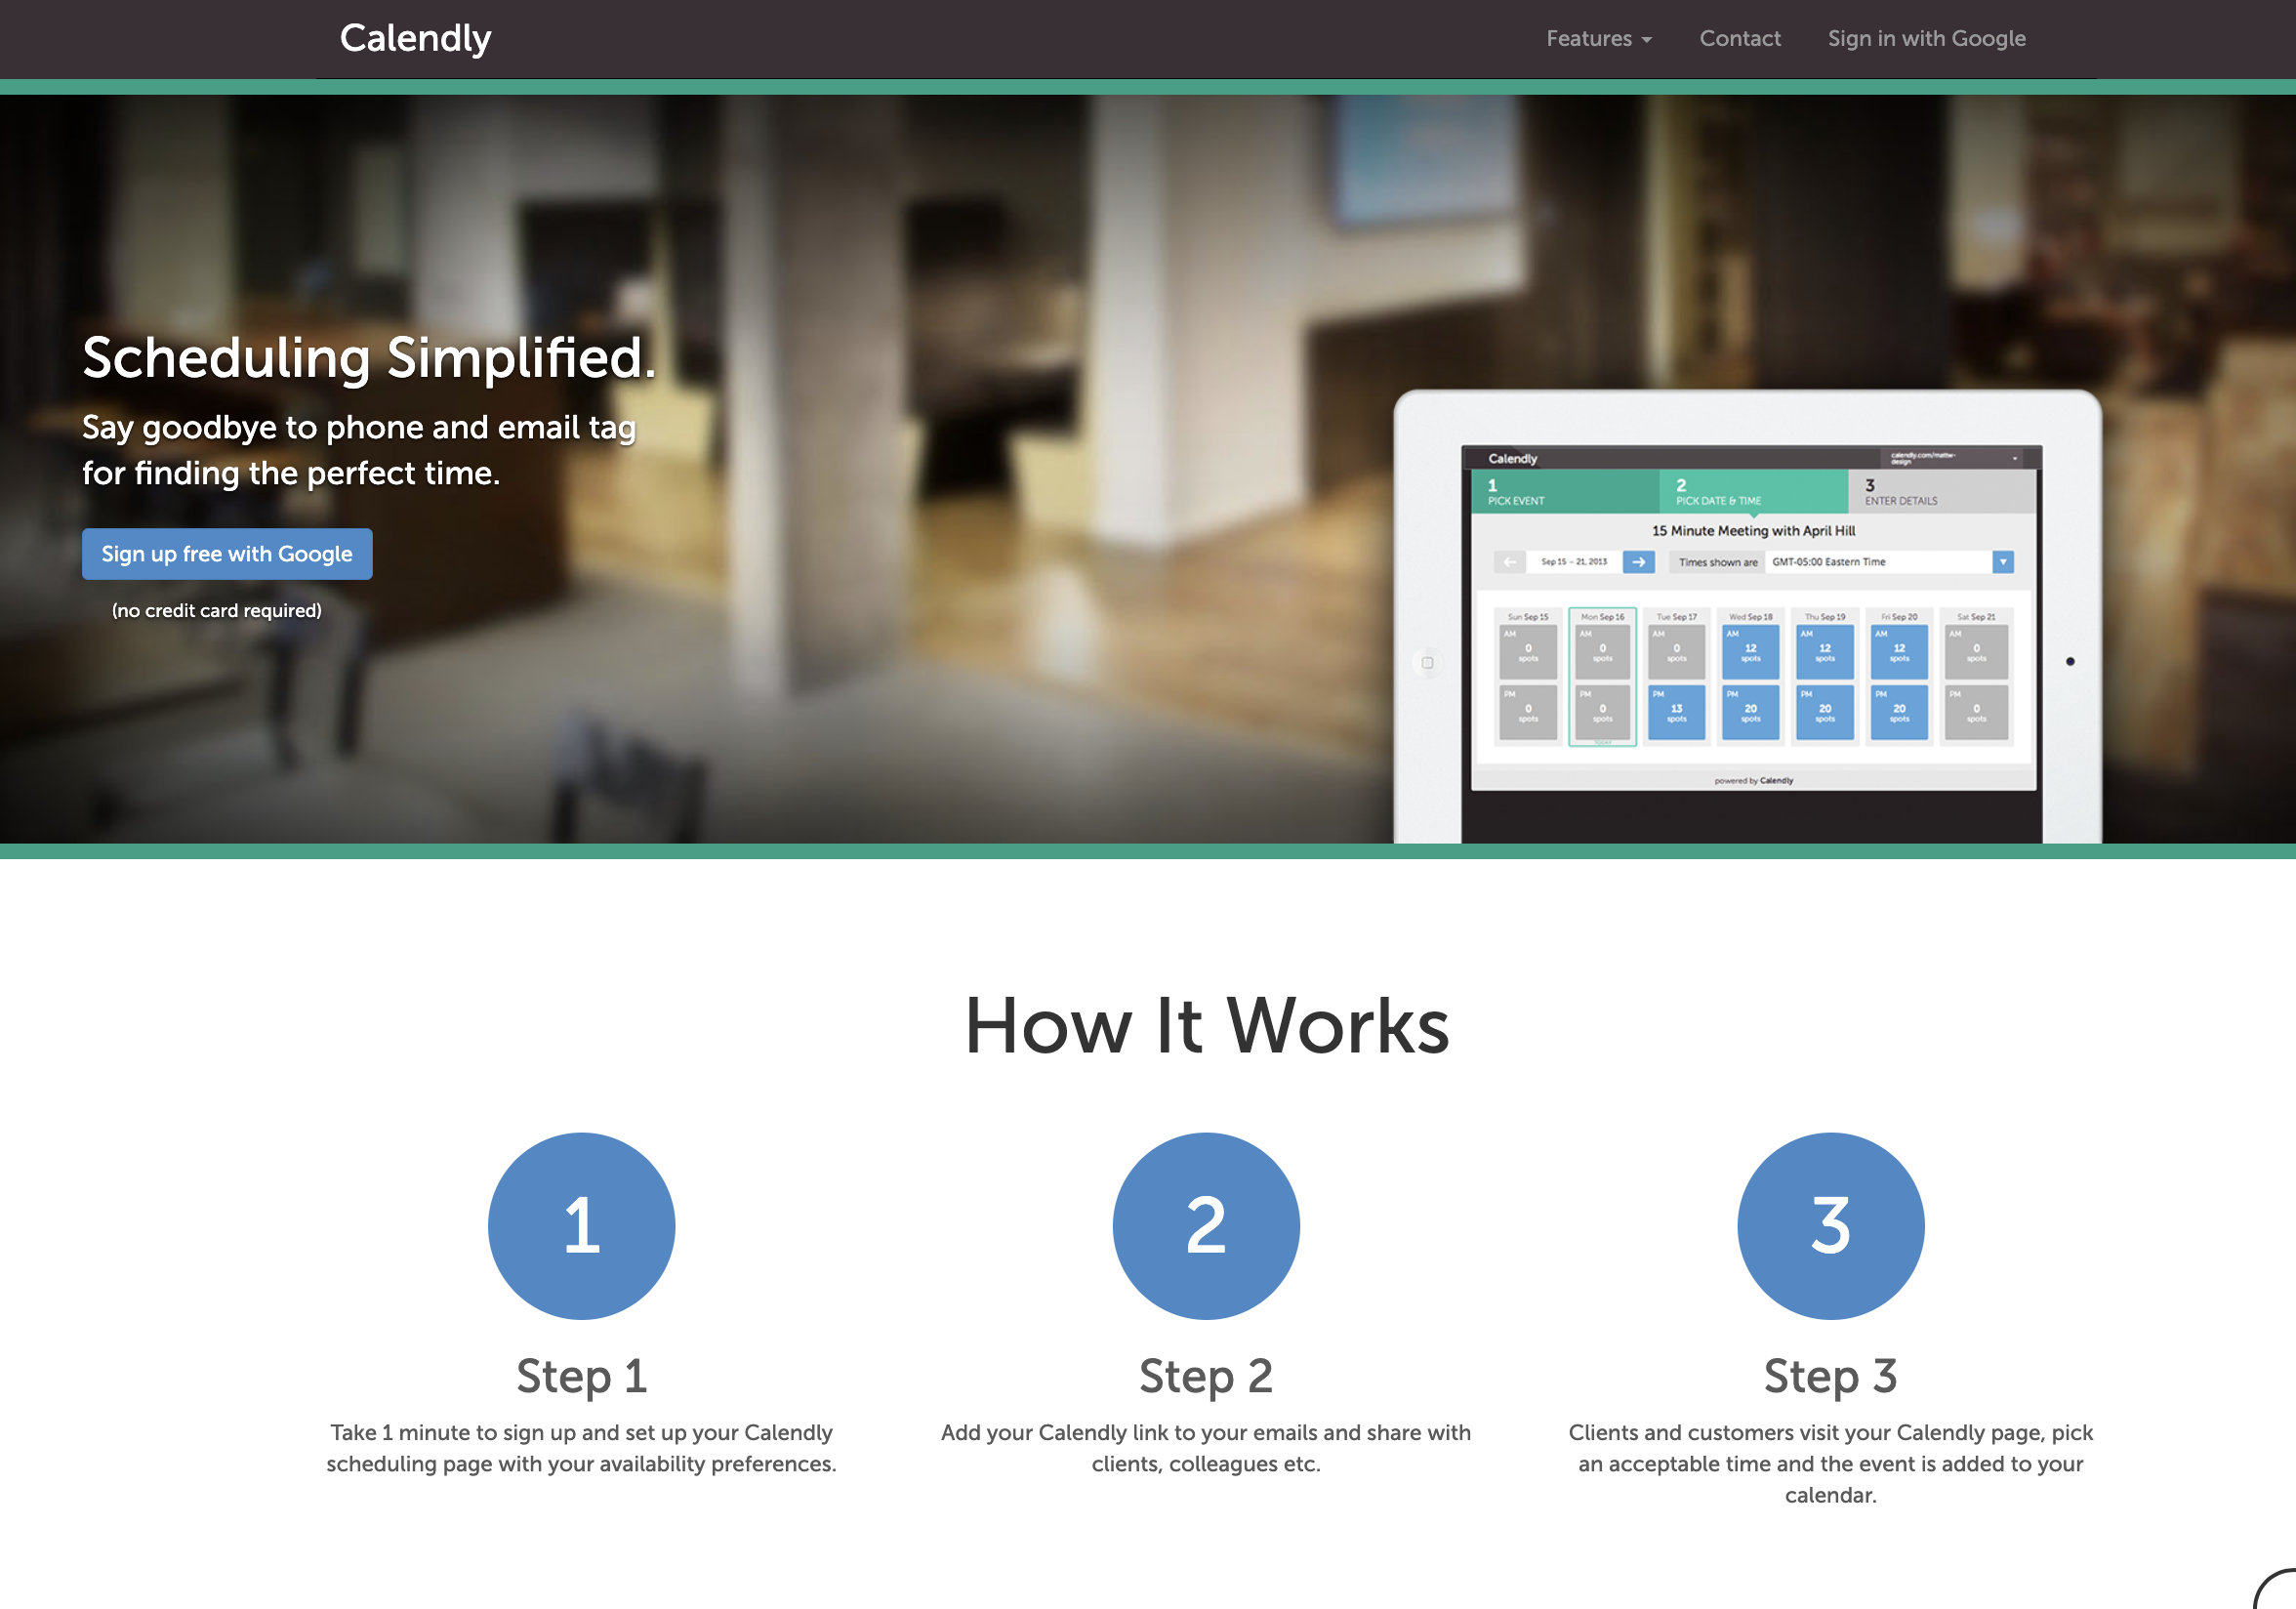 Calendly
Features
Contact
Sign in with Google
Scheduling Simplified.
Say goodbye to phone and email tag
for finding the perfect time.
Sign up free with Google
(no credit card required)
Calendly
calendly.com/mattw-
design
1
PICK EVENT
2
PICK DATE & TIME
3
ENTER DETAILS
15 Minute Meeting with April Hill
Sep 15 – 21, 2013
Times shown are
GMT-05:00 Eastern Time
Sun Sep 15
AM
0
spots
PM
0
spots
Mon Sep 16
AM
0
spots
PM
0
spots
TODAY
Tue Sep 17
AM
0
spots
PM
13
spots
Wed Sep 18
AM
12
spots
PM
20
spots
Thu Sep 19
AM
12
spots
PM
20
spots
Fri Sep 20
AM
12
spots
PM
20
spots
Sat Sep 21
AM
0
spots
PM
0
spots
powered by Calendly
How It Works
1
Step 1
Take 1 minute to sign up and set up your Calendly
scheduling page with your availability preferences.
2
Step 2
Add your Calendly link to your emails and share with
clients, colleagues etc.
3
Step 3
Clients and customers visit your Calendly page, pick
an acceptable time and the event is added to your
calendar.